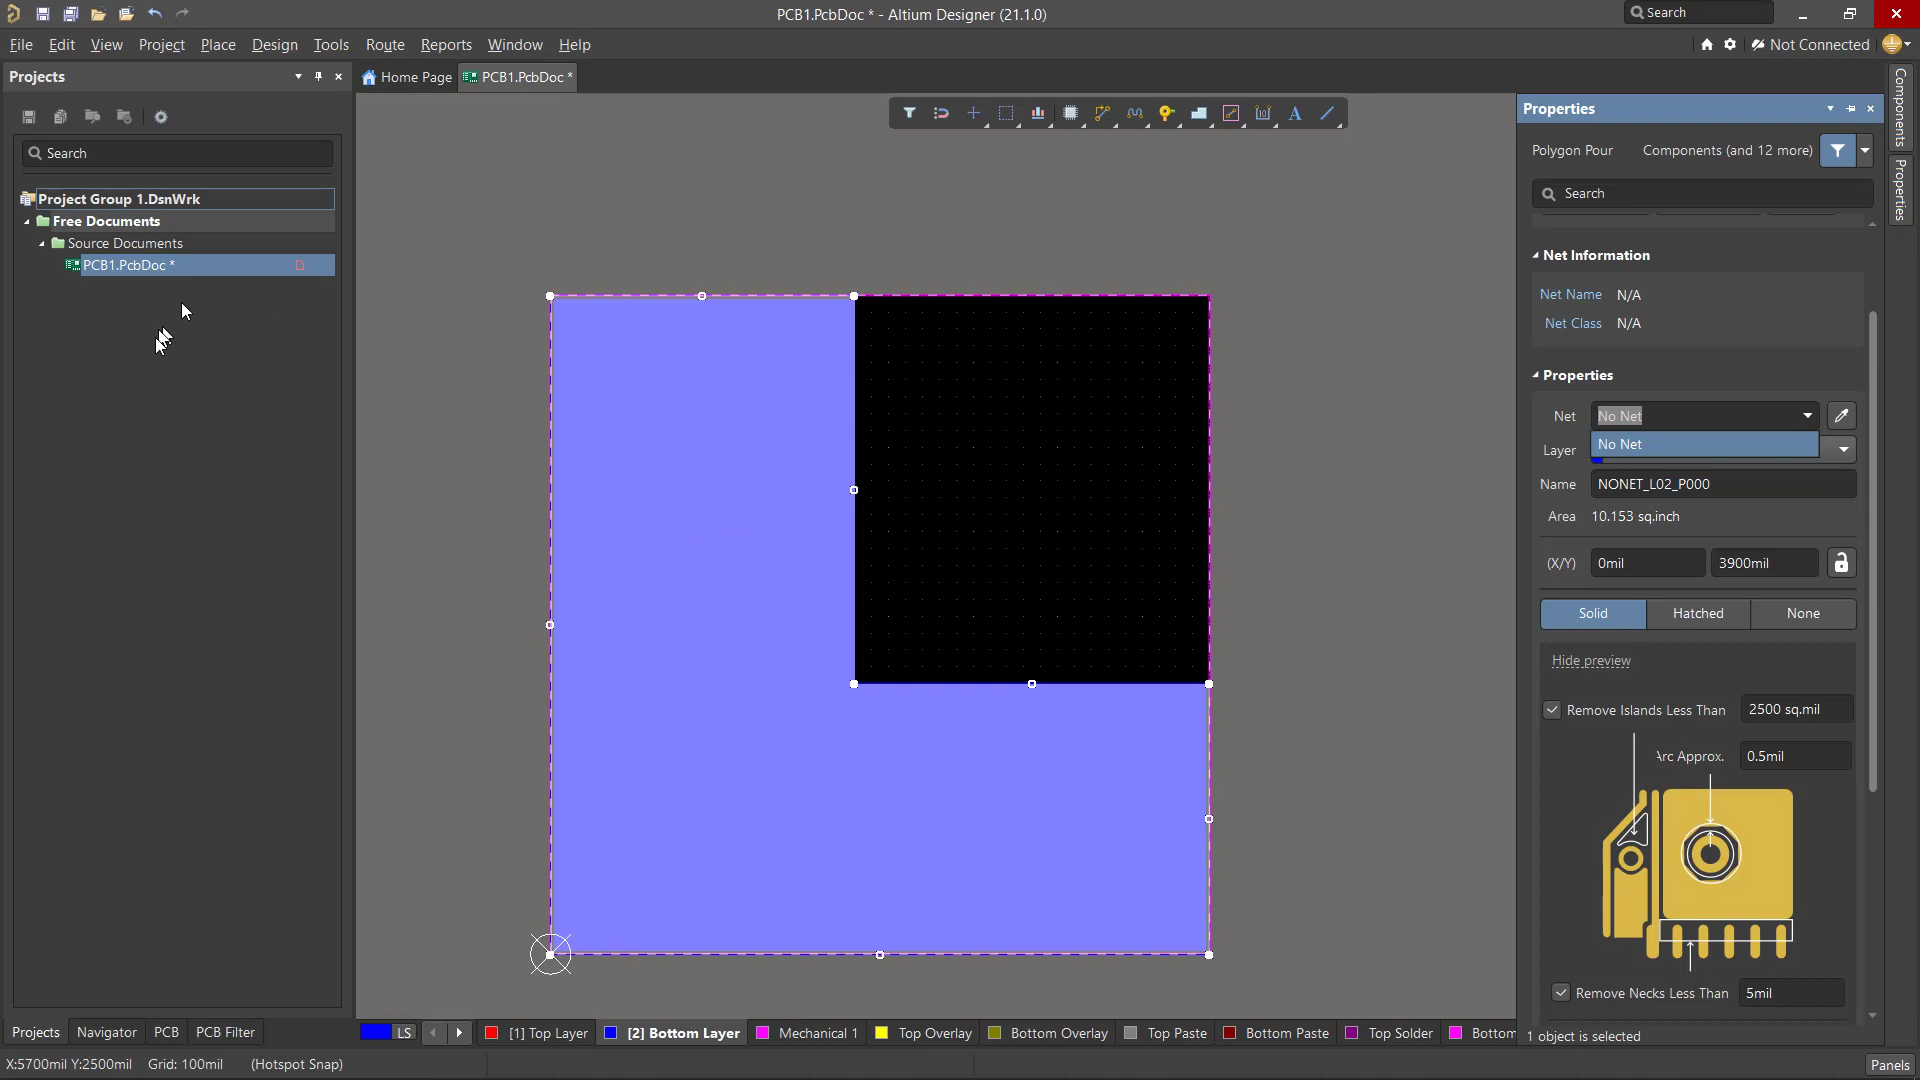 PCB1.PcbDoc * - Altium Designer (21.1.0)
Search
File Edit View Project Place Design Tools Route Reports Window Help
Not Connected
Projects
Home Page
PCB1.PcbDoc *
Search
Project Group 1.DsnWrk
Free Documents
Source Documents
PCB1.PcbDoc *
Properties
Polygon Pour Components (and 12 more)
Search
Net Information
Net Name N/A
Net Class N/A
Properties
Net No Net
No Net
Layer
Name NONET_L02_P000
Area 10.153 sq.inch
(X/Y) 0mil 3900mil
Solid Hatched None
Hide preview
Remove Islands Less Than 2500 sq.mil
Arc Approx. 0.5mil
Remove Necks Less Than 5mil
1 object is selected
Components
Properties
Projects Navigator PCB PCB Filter
LS [1] Top Layer [2] Bottom Layer Mechanical 1 Top Overlay Bottom Overlay Top Paste Bottom Paste Top Solder Bottom
X:5700mil Y:2500mil Grid: 100mil (Hotspot Snap)
Panels